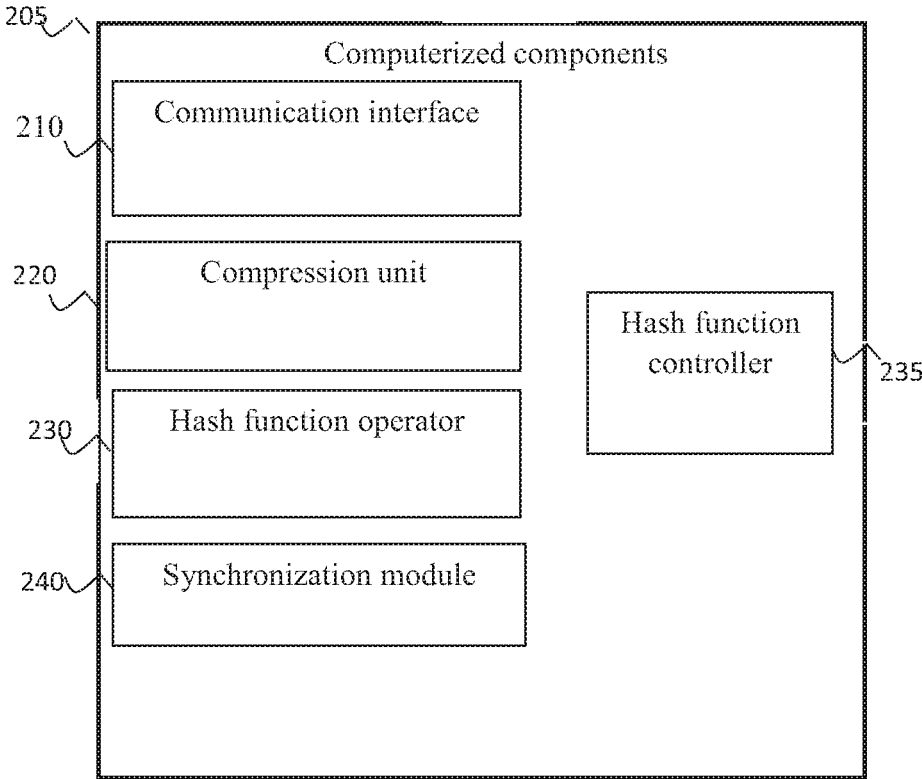 205
Computerized components
210
Communication interface
220
Compression unit
Hash function
controller
235
230
Hash function operator
240
Synchronization module